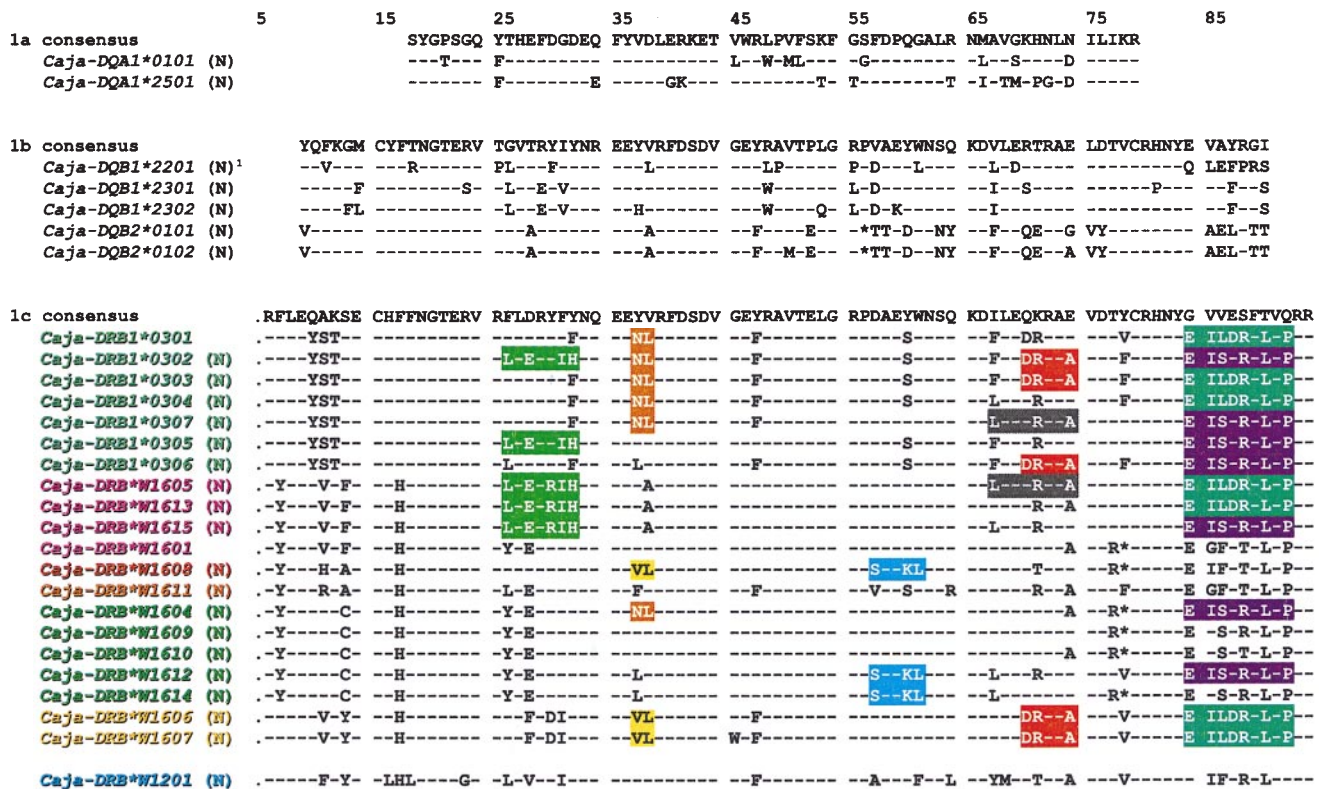 5 15 25 35 45 55 65 75 85
1a consensus SYGPSGQ YTHEFDGDEQ FYVDLERKET VWRLPVFSKF GSFDPQGALR NMAVGKHNLN ILIKR
Caja-DQA1*0101 (N) ---T--- F--------- ---------- L--W-ML--- -G-------- -L--S----D -----
Caja-DQA1*2501 (N) ------- F--------E -----GK--- --------T- T--------T -I-TM-PG-D -----
1b consensus YQFKGM CYFTNGTERV TGVTRYIYNR EEYVRFDSDV GEYRAVTPLG RPVAEYWNSQ KDVLERTRAE LDTVCRHNYE VAYRGI
Caja-DQB1*2201 (N)¹ --V--- ---R------ PL---F---- ---L------ ---LP----- P-D---L--- ---------- ---------Q LEFPRS
Caja-DQB1*2301 (N) -----F --------S- -L--E-V--- ---------- ---W------ L-D------- --I--S---- -------P-- --F--S
Caja-DQB1*2302 (N) ----FL ---------- -L--E-V--- --H------- ---W----Q- L-D-K----- --I------- ---------- --F--S
Caja-DQB2*0101 (N) V----- ---------- ---A------ ---A------ --F----E-- -*TT-D--NY --F--QE--G VY-------- AEL-TT
Caja-DQB2*0102 (N) V----- ---------- ---A------ ---A------ --F--M-E-- -*TT-D--NY --F--QE--A VY-------- AEL-TT
1c consensus .RFLEQAKSE CHFFNGTERV RFLDRYFYNQ EEYVRFDSDV GEYRAVTELG RPDAEYWNSQ KDILEQKRAE VDTYCRHNYG VVESFTVQRR
Caja-DRB1*0301 .----YST-- ---------- ------F--- --NL------ --F------- -----S---- --F--DR--- ---V-----E ILDR-L-P--
Caja-DRB1*0302 (N) .----YST-- ---------- L-E--IH--- --NL------ --F------- -----S---- --F--DR--A ---F-----E IS-R-L-P--
Caja-DRB1*0303 (N) .----YST-- ---------- ------F--- --NL------ --F------- -----S---- --F--DR--A ---F-----E ILDR-L-P--
Caja-DRB1*0304 (N) .----YST-- ---------- ------F--- --NL------ --F------- -----S---- --L---R--- ---F-----E ILDR-L-P--
Caja-DRB1*0307 (N) .----YST-- ---------- ------F--- --NL------ --F------- ---------- --L---R--A ---------E IS-R-L-P--
Caja-DRB1*0305 (N) .----YST-- ---------- L-E--IH--- ---------- ---------- -----S---- --F---R--- ---------E IS-R-L-P--
Caja-DRB1*0306 (N) .----YST-- ---------- L-----F--- --L------- --F------- -----S---- --F--DR--A ---F-----E IS-R-L-P--
Caja-DRB*W1605 (N) .-Y---V-F- --H------- L-E-RIH--- ---A------ ---------- ---------- --L---R--A ---------E ILDR-L-P--
Caja-DRB*W1613 (N) .-Y---V-F- --H------- L-E-RIH--- ---A------ ---------- ---------- ------R--A ---------E ILDR-L-P--
Caja-DRB*W1615 (N) .-Y---V-F- --H------- L-E-RIH--- ---A------ ---------- ---------- --L---R--- ---------E IS-R-L-P--
Caja-DRB*W1601 .-Y---V-F- --H------- Y-E------- ---------- ---------- ---------- ---------A --R*-----E GF-T-L-P--
Caja-DRB*W1608 (N) .-Y---H-A- --H------- ---------- --VL------ ---------- -S--KL---- ------T--- --R*-----E IF-T-L-P--
Caja-DRB*W1611 (N) .-Y---R-A- --H------- L-E------- --F------- --F------- -V--S---R- ------R--A ---F-----E GF-T-L-P--
Caja-DRB*W1604 (N) .-Y-----C- --H------- Y-E------- --NL------ ---------- ---------- ---------A --R*-----E IS-R-L-P--
Caja-DRB*W1609 (N) .-Y-----C- --H------- Y-E------- ---------- ---------- ---------- ---------- --R*-----E -S-R-L-P--
Caja-DRB*W1610 (N) .-Y-----C- --H------- Y-E------- ---------- ---------- ---------- ---------A --R*-----E -S-T-L-P--
Caja-DRB*W1612 (N) .-Y-----C- --H------- Y-E------- --L------- ---------- -S--KL---- --L---R--- ---V-----E IS-R-L-P--
Caja-DRB*W1614 (N) .-Y-----C- --H------- Y-E------- --L------- ---------- -S--KL---- --L------- --R*-----E -S-R-L-P--
Caja-DRB*W1606 (N) .-----V-Y- --H------- --F-DI---- --VL------ --F------- ---------- -----DR--A ---V-----E ILDR-L-P--
Caja-DRB*W1607 (N) .-----V-Y- --H------- --F-DI---- --VL------ W-F------- ---------- -----DR--A ---V-----E ILDR-L-P--
Caja-DRB*W1201 (N) .-----F-Y- -LHL----G- -L-V--I--- ---------- --F------- -A---F--L- --YM--T--A ---V------ IF-R-L----